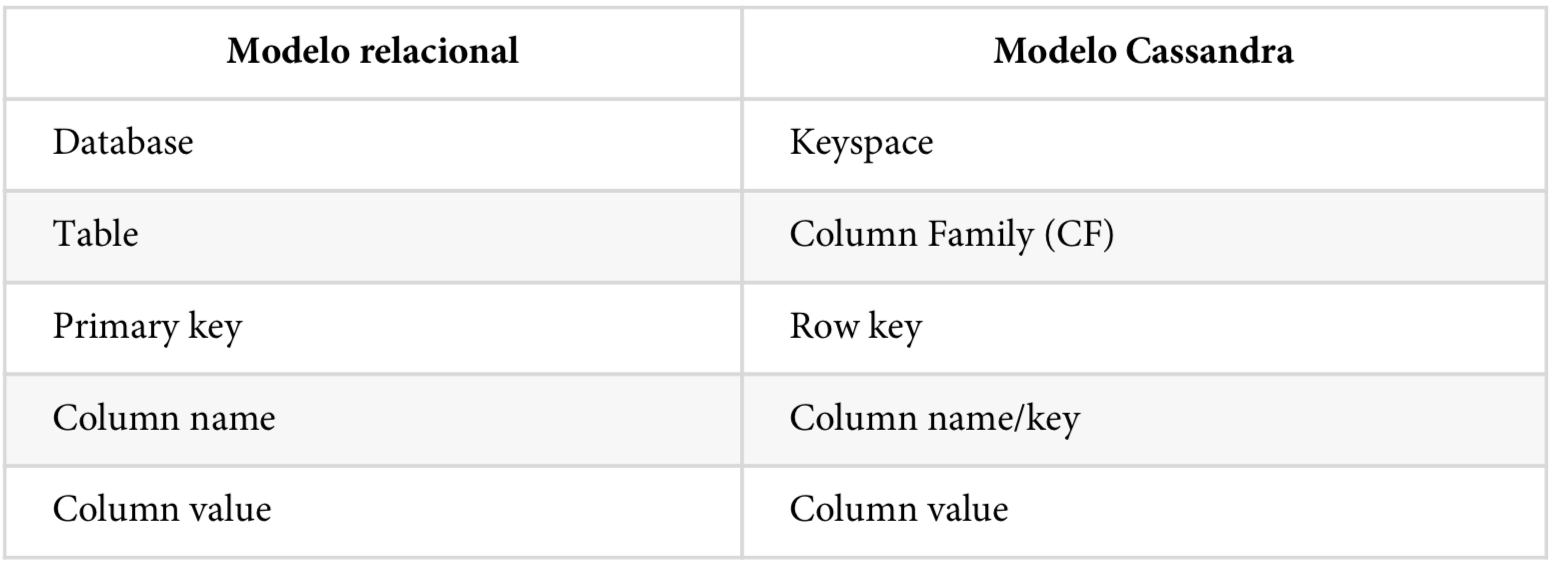 Modelo relacional Modelo Cassandra
Database Keyspace
Table Column Family (CF)
Primary key Row key
Column name Column name/key
Column value Column value